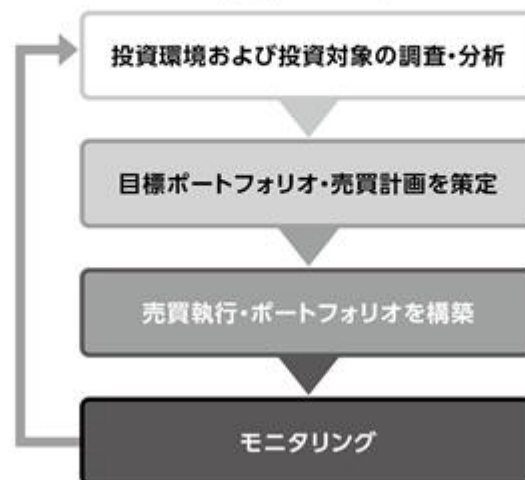 投資環境および投資対象の調査・分析
目標ポートフォリオ・売買計画を策定
売買執行・ポートフォリオを構築
モニタリング